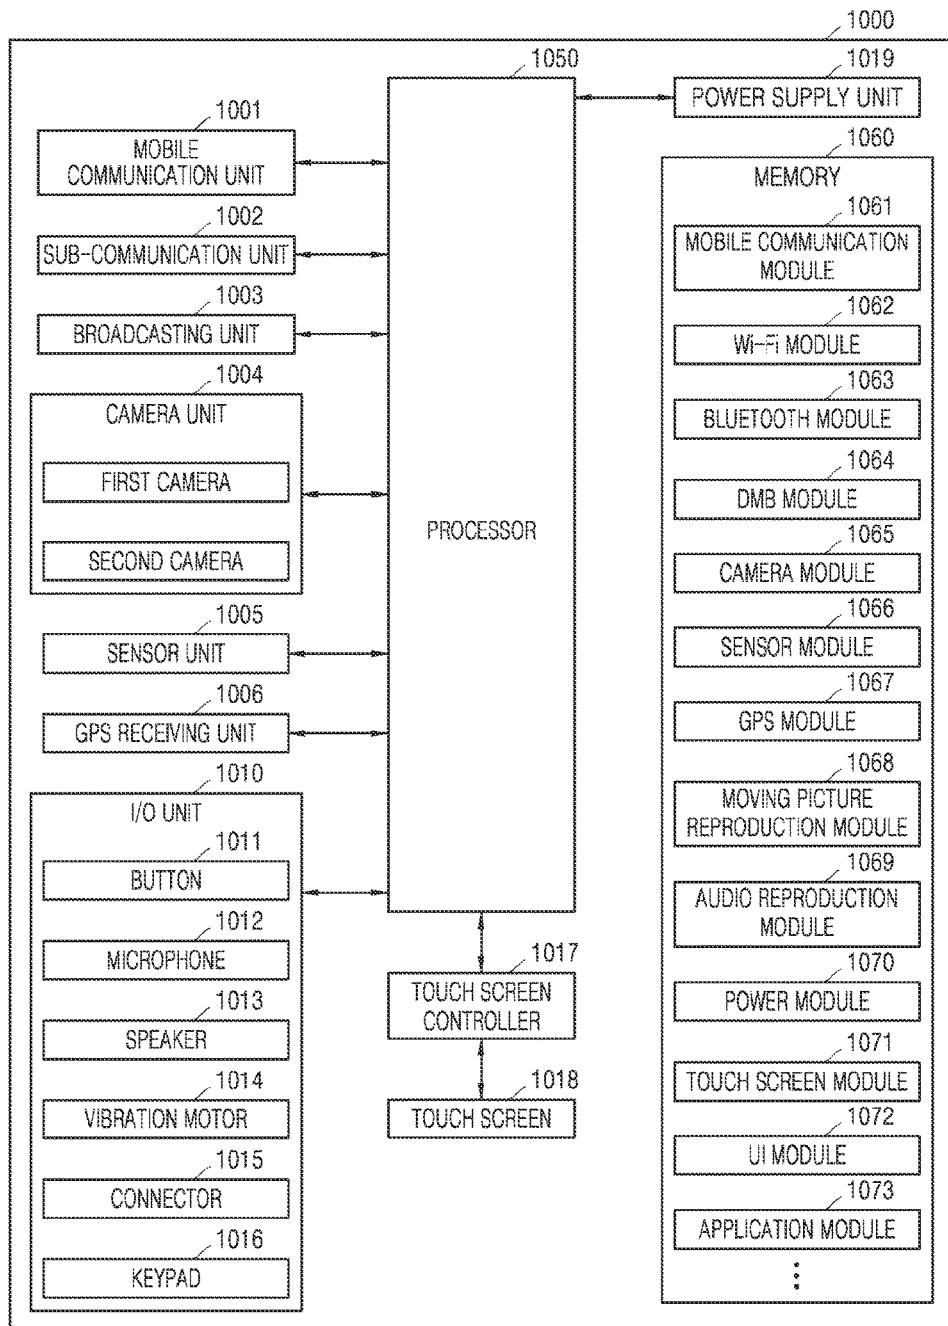 1000
1050
1019
POWER SUPPLY UNIT
1001
MOBILE
COMMUNICATION UNIT
1002
SUB-COMMUNICATION UNIT
1003
BROADCASTING UNIT
1004
CAMERA UNIT
FIRST CAMERA
SECOND CAMERA
1005
SENSOR UNIT
1006
GPS RECEIVING UNIT
1010
I/O UNIT
1011
BUTTON
1012
MICROPHONE
1013
SPEAKER
1014
VIBRATION MOTOR
1015
CONNECTOR
1016
KEYPAD
PROCESSOR
1017
TOUCH SCREEN
CONTROLLER
1018
TOUCH SCREEN
1060
MEMORY
1061
MOBILE COMMUNICATION
MODULE
1062
Wi-Fi MODULE
1063
BLUETOOTH MODULE
1064
DMB MODULE
1065
CAMERA MODULE
1066
SENSOR MODULE
1067
GPS MODULE
1068
MOVING PICTURE
REPRODUCTION MODULE
1069
AUDIO REPRODUCTION
MODULE
1070
POWER MODULE
1071
TOUCH SCREEN MODULE
1072
UI MODULE
1073
APPLICATION MODULE